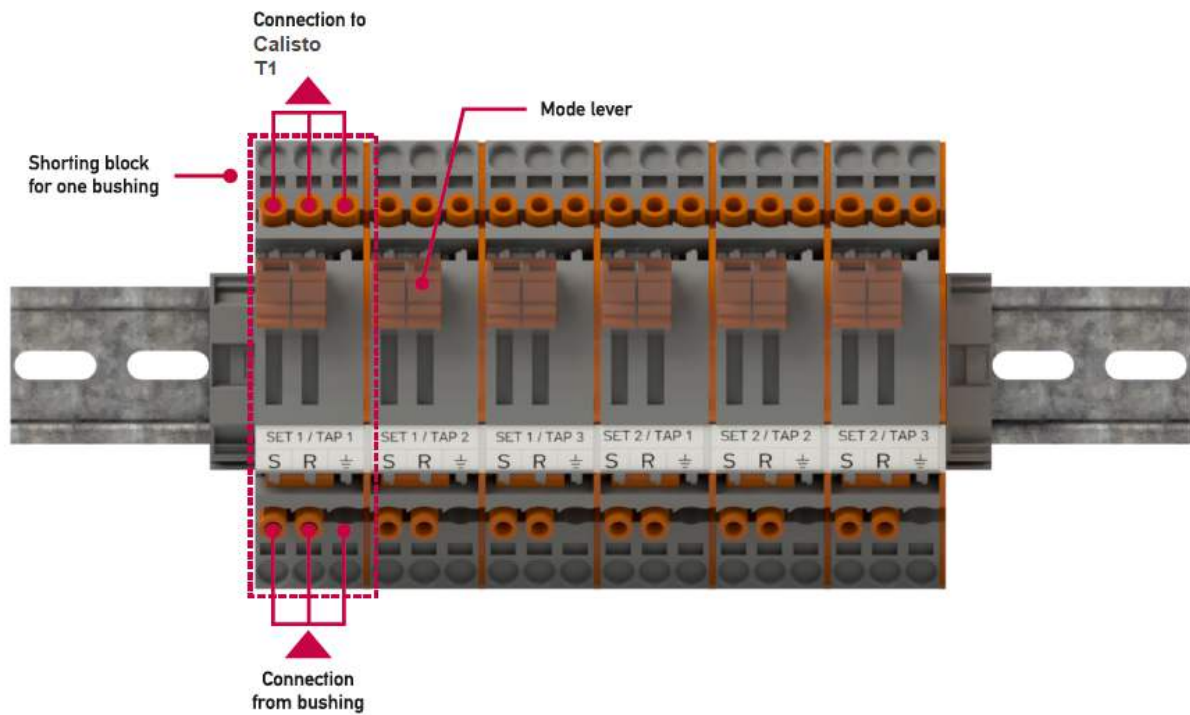 Connection to
Calisto
T1
Mode lever
Shorting block
for one bushing
SET 1 / TAP 1 SET 1 / TAP 2 SET 1 / TAP 3 SET 2 / TAP 1 SET 2 / TAP 2 SET 2 / TAP 3
S R ⏚ S R ⏚ S R ⏚ S R ⏚ S R ⏚ S R ⏚
Connection
from bushing